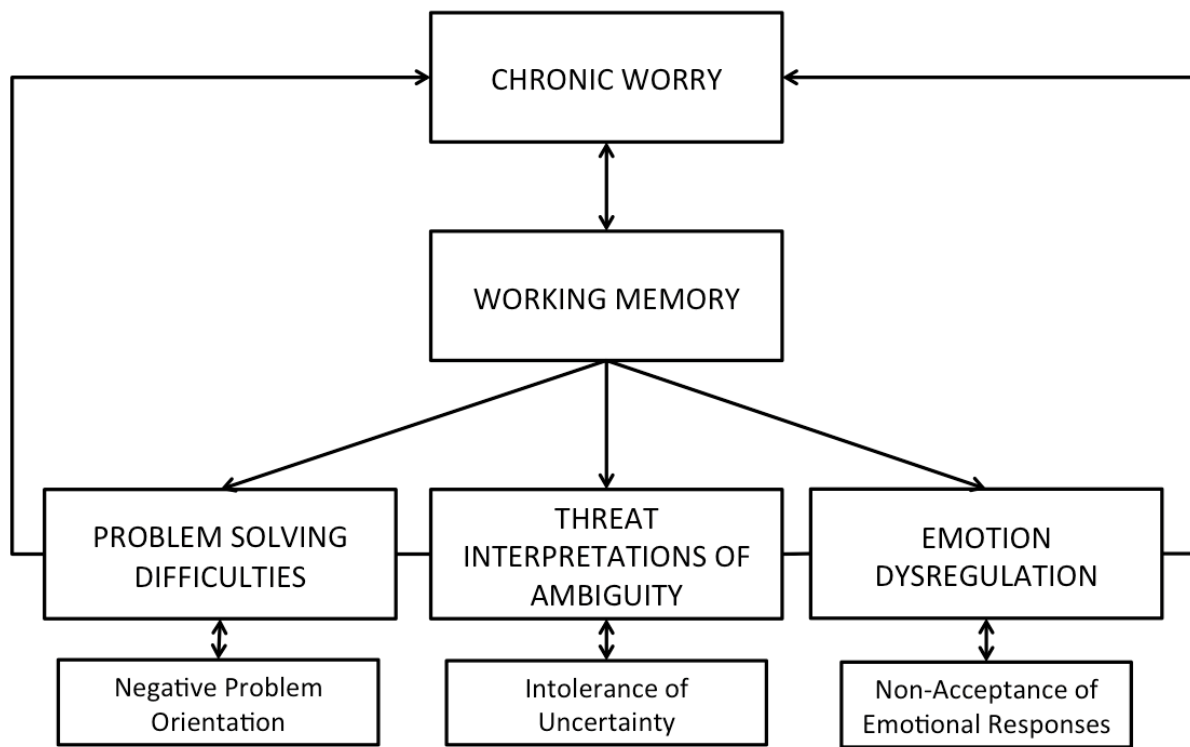 CHRONIC WORRY
WORKING MEMORY
PROBLEM SOLVING
DIFFICULTIES
THREAT
INTERPRETATIONS OF
AMBIGUITY
EMOTION
DYSREGULATION
Negative Problem
Orientation
Intolerance of
Uncertainty
Non-Acceptance of
Emotional Responses